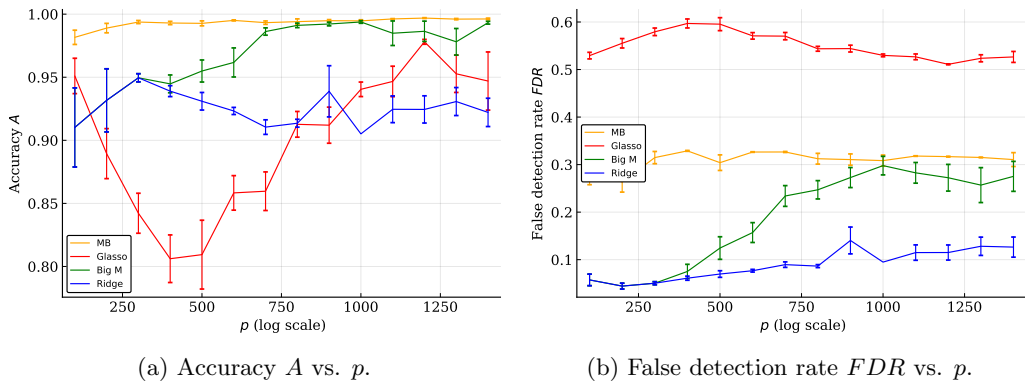 1.00
0.95
0.90
0.85
0.80
Accuracy A
MB
Glasso
Big M
Ridge
250
500
750
1000
1250
p (log scale)
(a) Accuracy A vs. p.
0.6
0.5
0.4
0.3
0.2
0.1
False detection rate FDR
MB
Glasso
Big M
Ridge
250
500
750
1000
1250
p (log scale)
(b) False detection rate FDR vs. p.